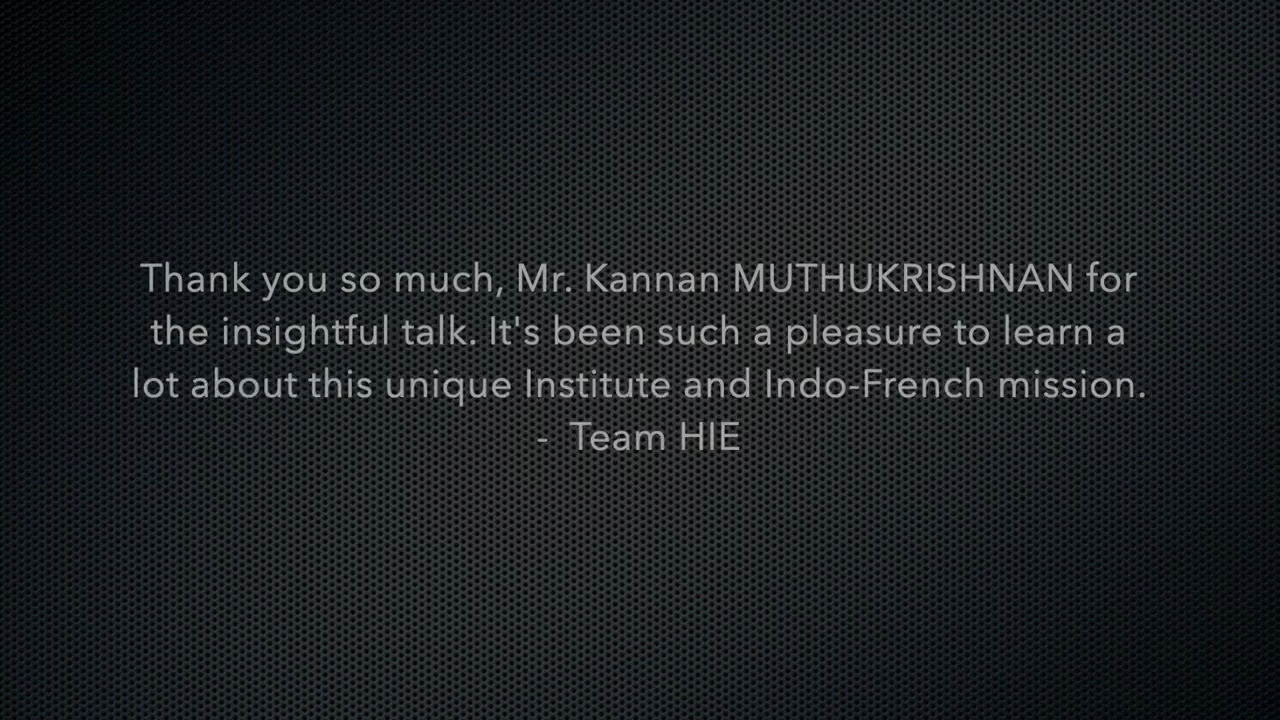 Thank you so much, Mr. Kannan MUTHUKRISHNAN for
the insightful talk. It's been such a pleasure to learn a
lot about this unique Institute and Indo-French mission.
- Team HIE